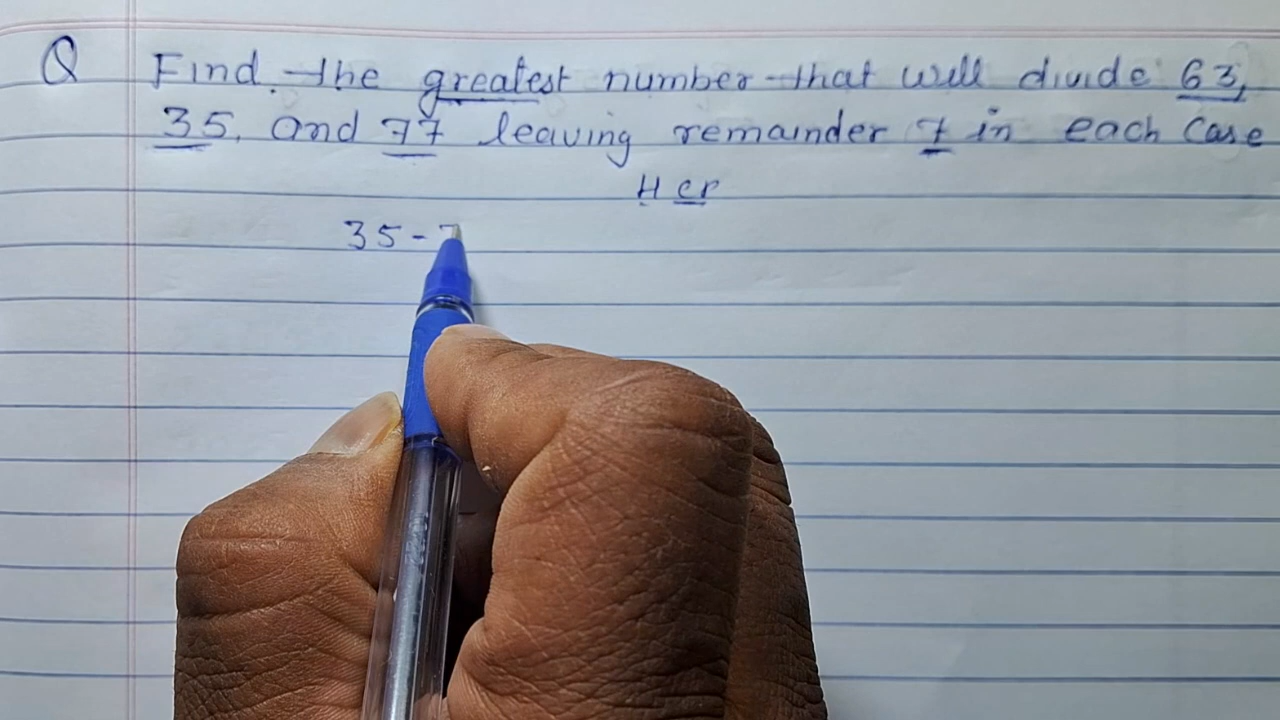 Q Find the greatest number that will divide 63,
35, and 77 leaving remainder 7 in each case
HCF
35-7